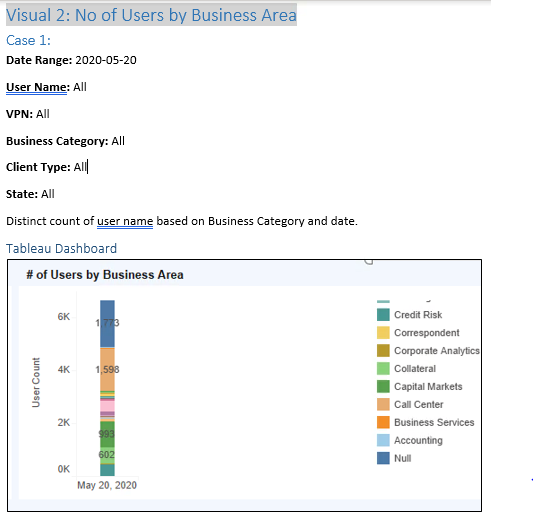 Visual 2: No of Users by Business Area
Case 1:
Date Range: 2020-05-20
User Name: All
VPN: All
Business Category: All
Client Type: All
State: All
Distinct count of user name based on Business Category and date.
Tableau Dashboard
# of Users by Business Area
User Count
6K
4K
2K
0K
1,773
1,598
993
602
May 20, 2020
Credit Risk
Correspondent
Corporate Analytics
Collateral
Capital Markets
Call Center
Business Services
Accounting
Null